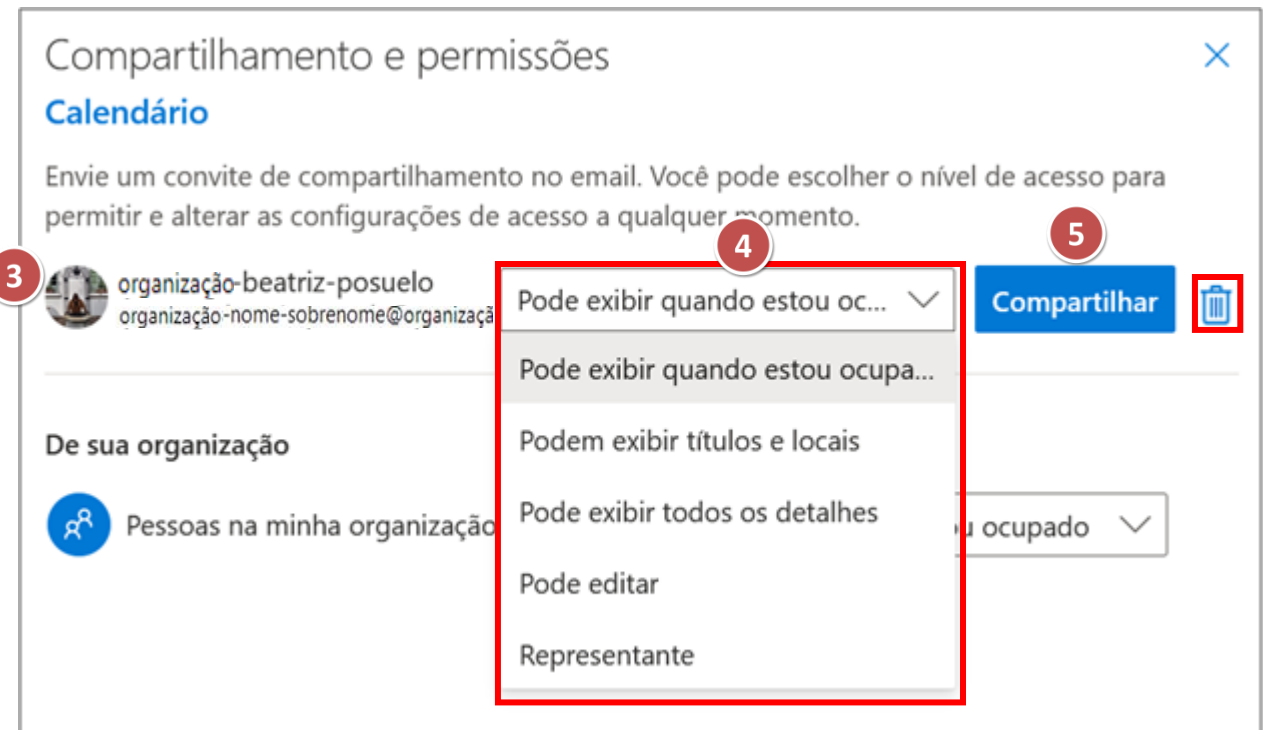 Compartilhamento e permissões
Calendário
Envie um convite de compartilhamento no email. Você pode escolher o nível de acesso para
permitir e alterar as configurações de acesso a qualquer momento.
3
4
5
organização-beatriz-posuelo
organização-nome-sobrenome@organizaçã
Pode exibir quando estou oc...
Compartilhar
Pode exibir quando estou ocupa...
De sua organização
Podem exibir títulos e locais
Pode exibir todos os detalhes
Pessoas na minha organização
u ocupado
Pode editar
Representante